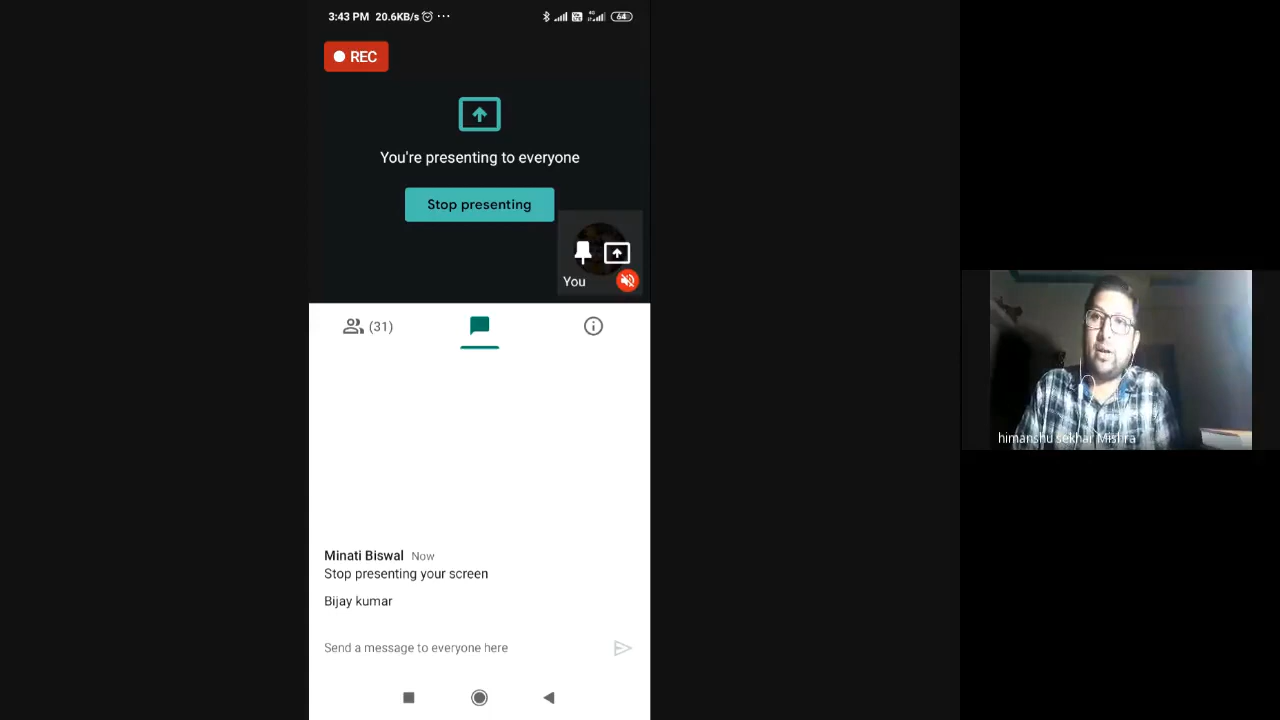 3:43 PM 20.6KB/s
64
REC
You're presenting to everyone
Stop presenting
You
(31)
Minati Biswal Now
Stop presenting your screen
Bijay kumar
Send a message to everyone here
himanshu sekhar Mishra